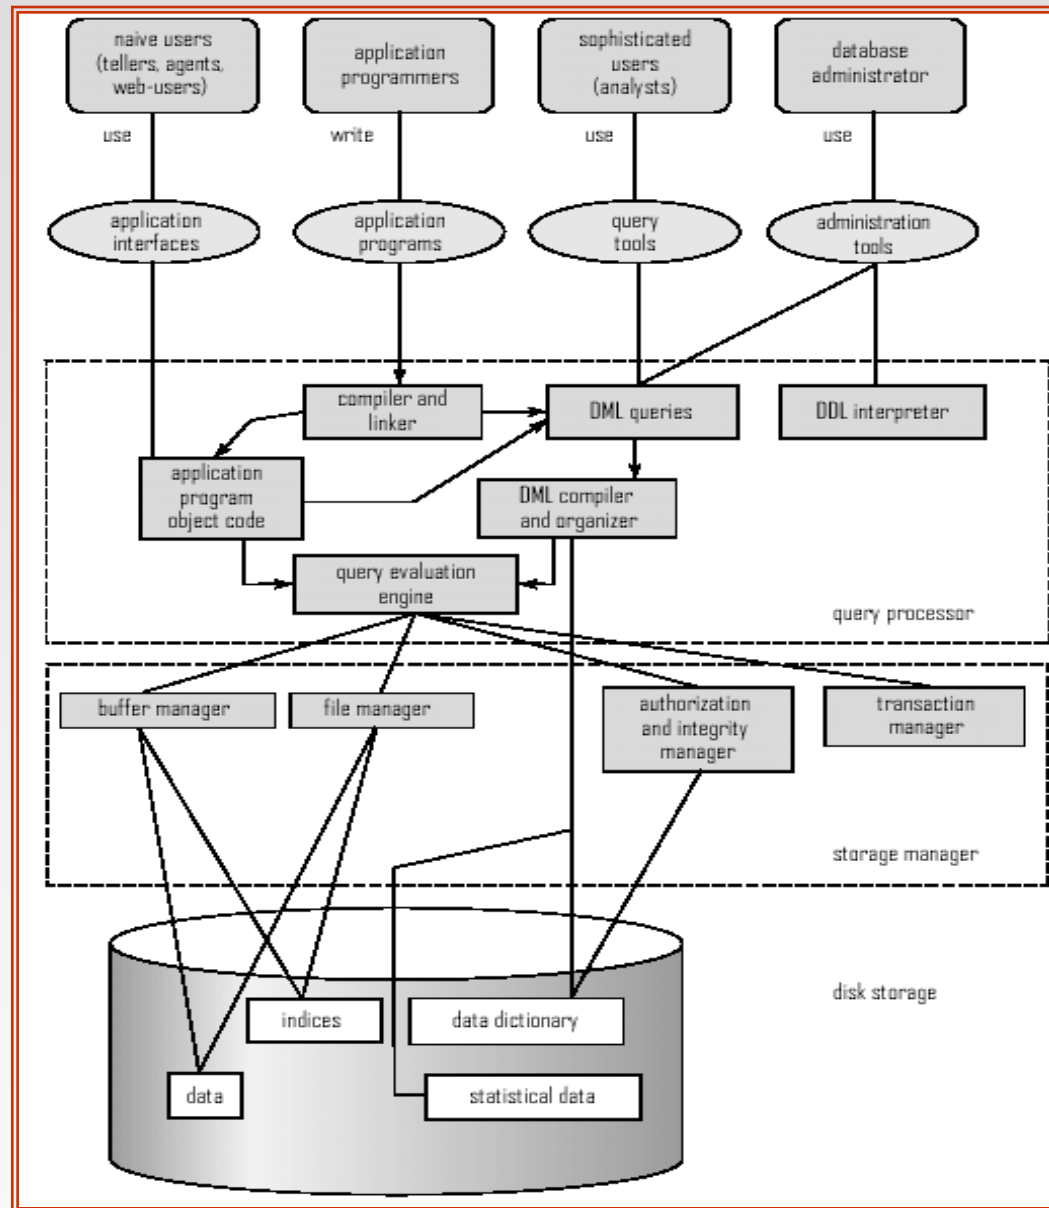 naive users
(tellers, agents,
web-users)
application
programmers
sophisticated
users
(analysts)
database
administrator
use
write
use
use
application
interfaces
application
programs
query
tools
administration
tools
compiler and
linker
DML queries
DDL interpreter
application
program
object code
DML compiler
and organizer
query evaluation
engine
query processor
buffer manager
file manager
authorization
and integrity
manager
transaction
manager
storage manager
disk storage
indices
data dictionary
data
statistical data